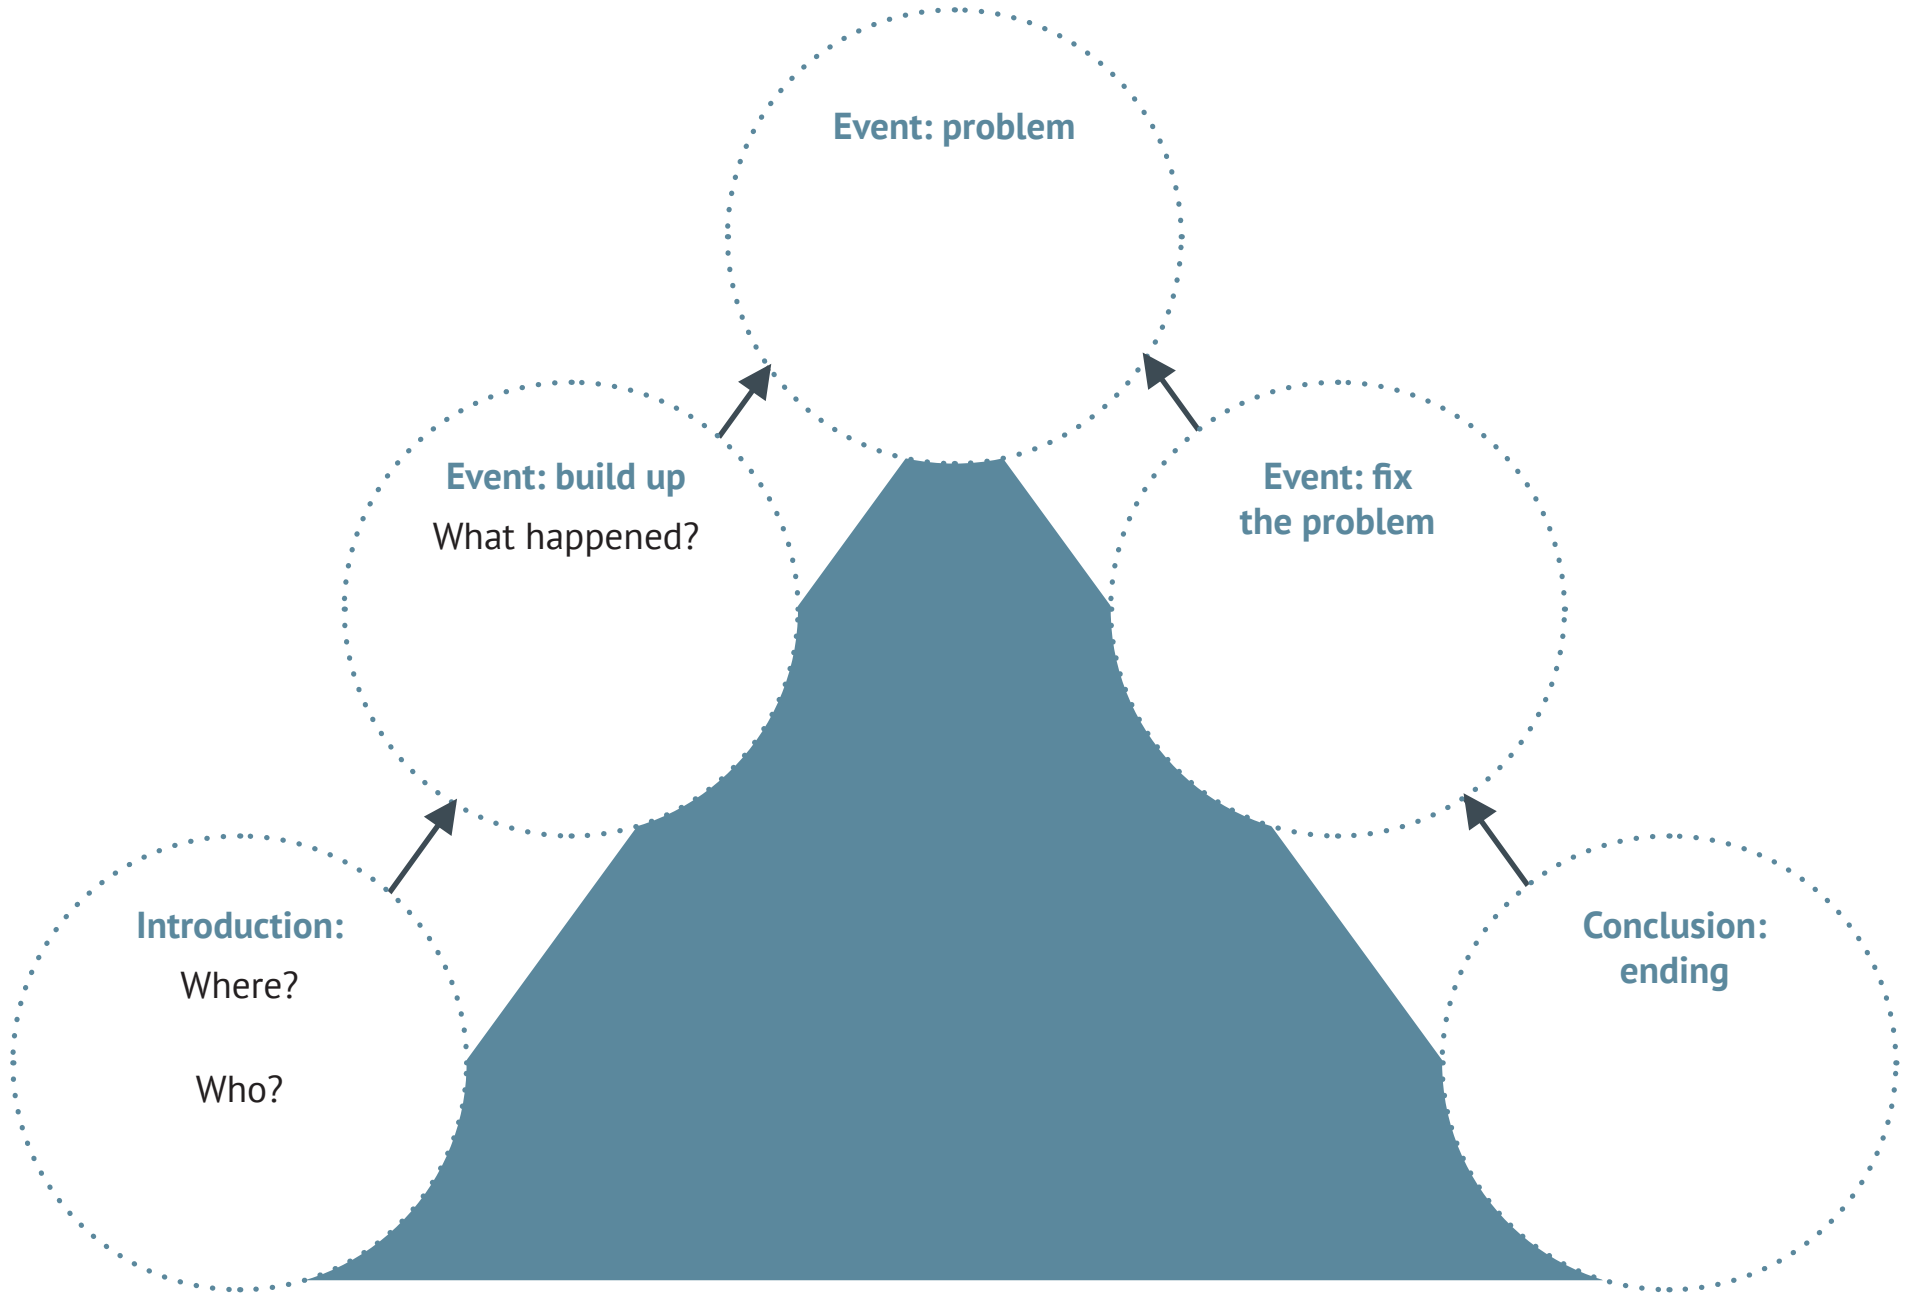 Event: problem
Event: build up
What happened?
Event: fix
the problem
Introduction:
Where?
Who?
Conclusion:
ending